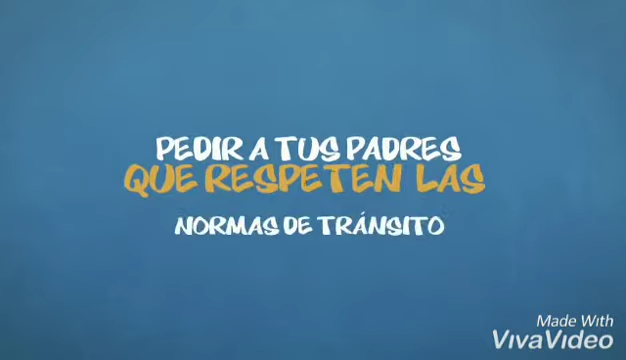 PEDIR A TUS PADRES
QUE RESPETEN LAS
NORMAS DE TRÁNSITO
Made With
VivaVideo